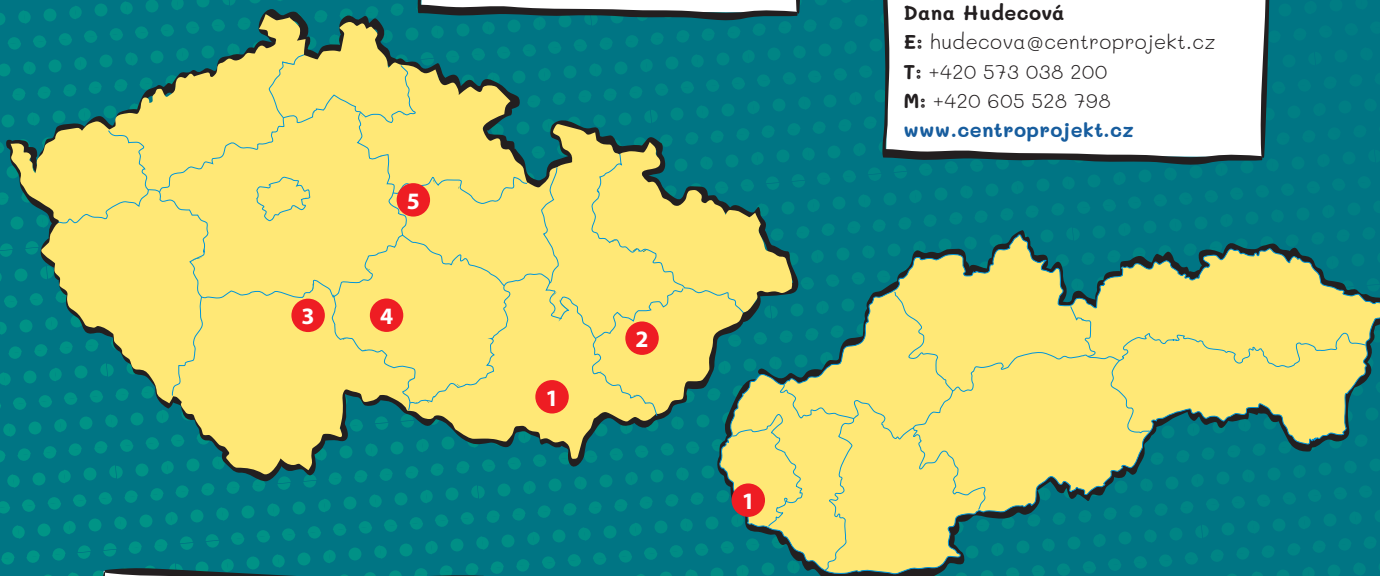 Dana Hudecová
E: hudecova@centroprojekt.cz
T: +420 573 038 200
M: +420 605 528 798
www.centroprojekt.cz
5
3
4
2
1
1